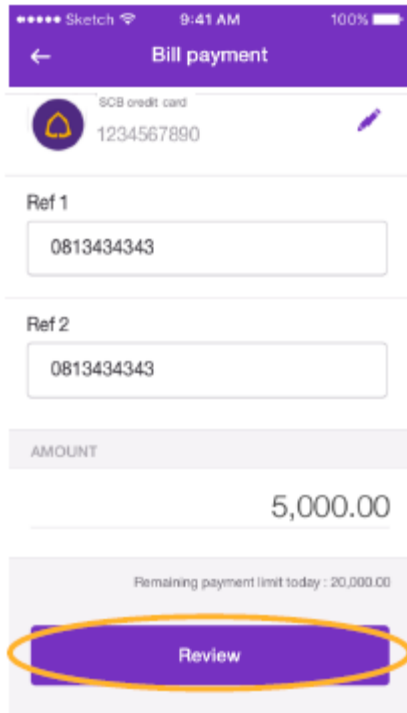 Sketch 9:41 AM 100%
Bill payment
SCB credit card
1234567890
Ref 1
0813434343
Ref 2
0813434343
AMOUNT
5,000.00
Remaining payment limit today : 20,000.00
Review